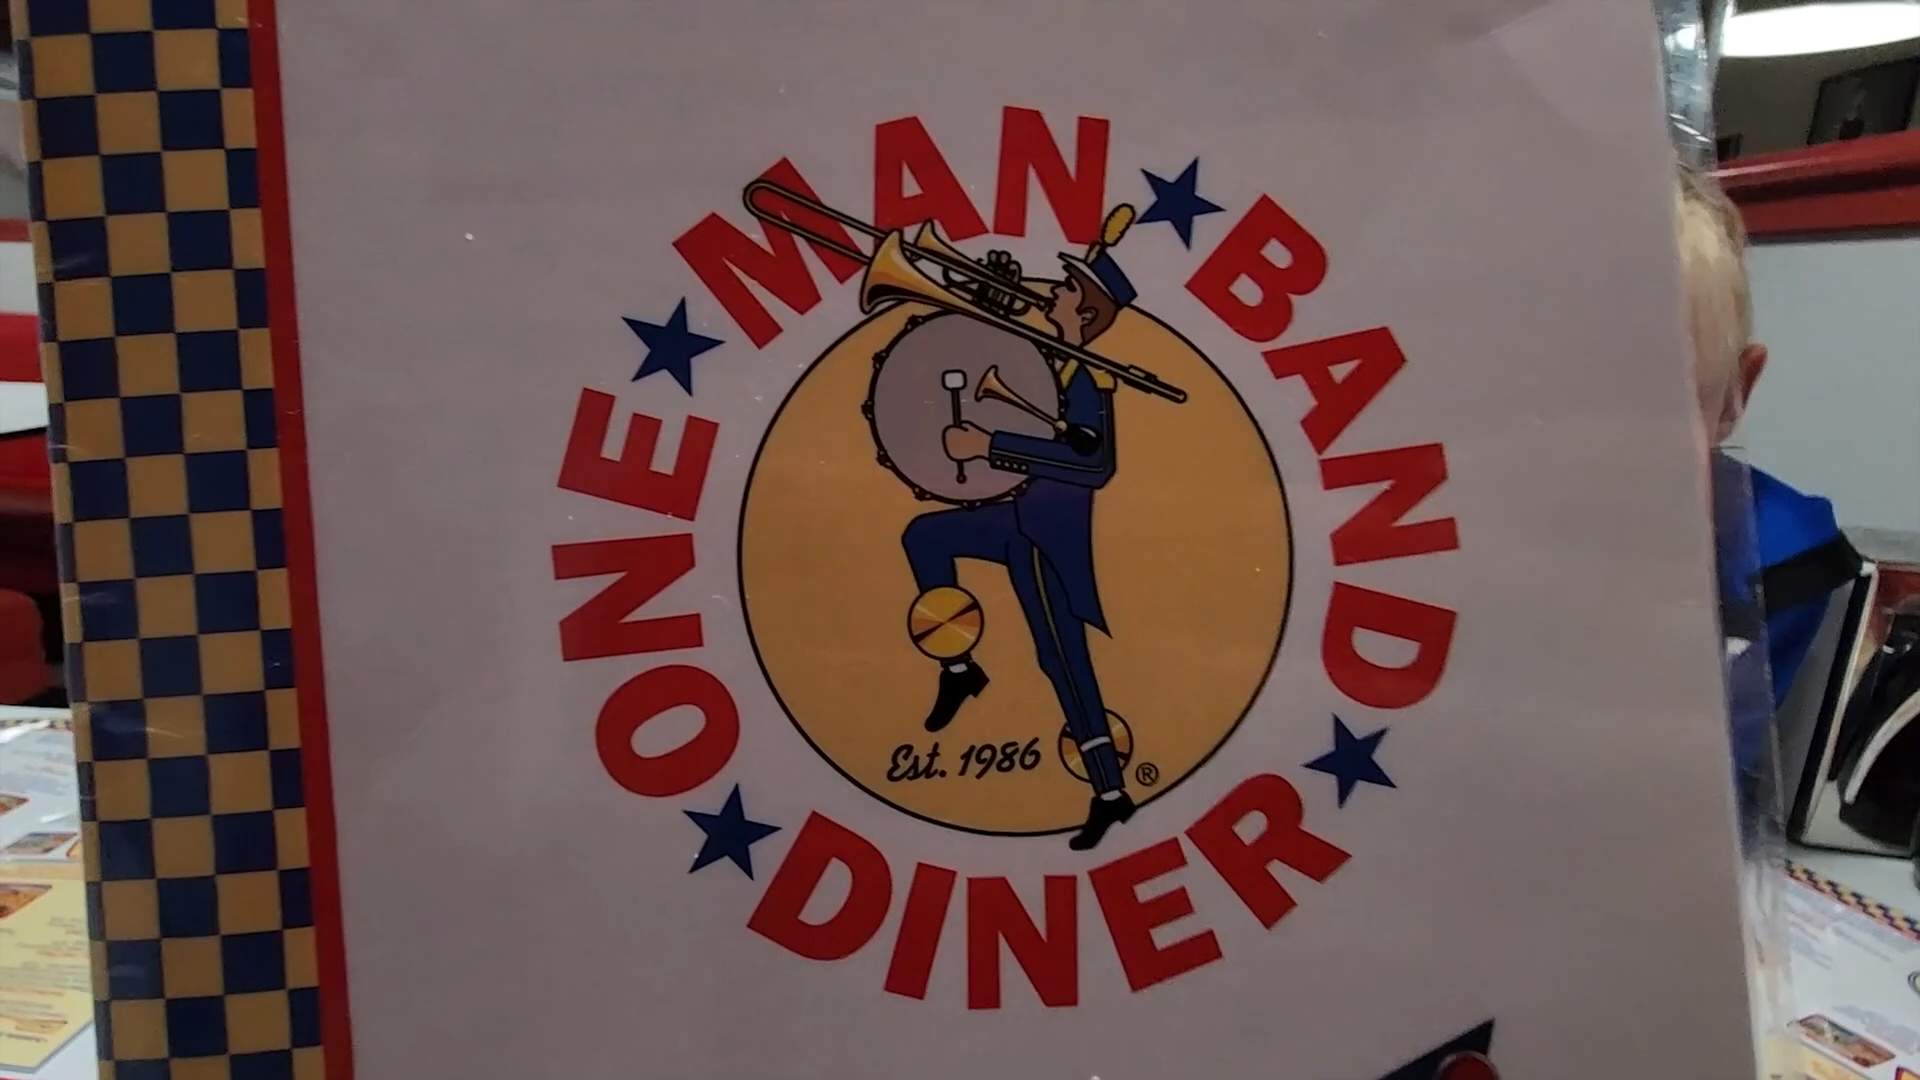 ONE MAN BAND
DINER
Est. 1986
®